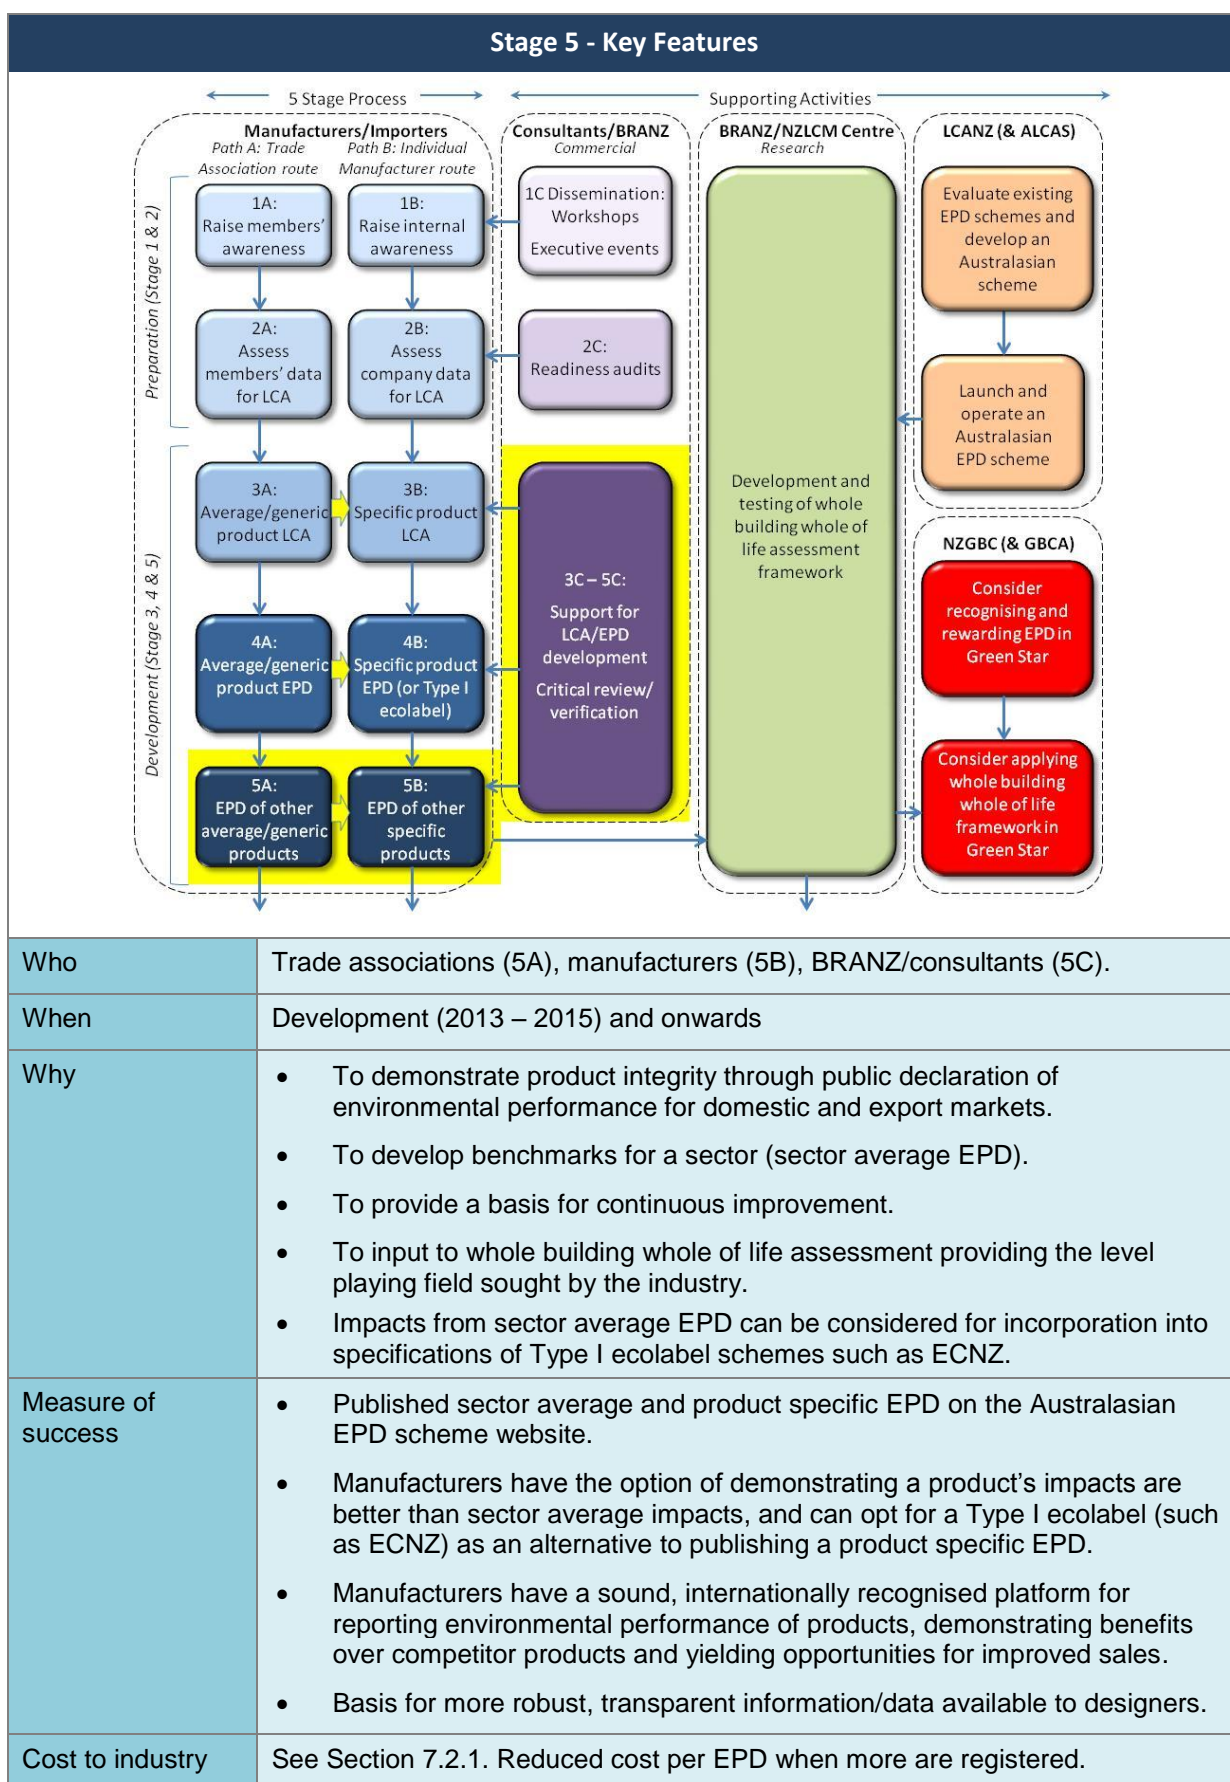 Stage 5 - Key Features
5 Stage Process
Supporting Activities
Manufacturers/Importers
Path A: Trade
Association route
Path B: Individual
Manufacturer route
Consultants/BRANZ
Commercial
BRANZ/NZLCM Centre
Research
LCANZ (& ALCAS)
Preparation (Stage 1 & 2)
1A:
Raise members'
awareness
1B:
Raise internal
awareness
1C Dissemination:
Workshops
Executive events
Evaluate existing
EPD schemes and
develop an
Australasian
scheme
2A:
Assess
members' data
for LCA
2B:
Assess
company data
for LCA
2C:
Readiness audits
Launch and
operate an
Australasian
EPD scheme
Development (Stage 3, 4 & 5)
3A:
Average/generic
product LCA
3B:
Specific product
LCA
3C – 5C:
Support for
LCA/EPD
development
Critical review/
verification
Development and
testing of whole
building whole of
life assessment
framework
NZGBC (& GBCA)
Consider
recognising and
rewarding EPD in
Green Star
4A:
Average/generic
product EPD
4B:
Specific product
EPD (or Type I
ecolabel)
Consider applying
whole building
whole of life
framework in
Green Star
5A:
EPD of other
average/generic
products
5B:
EPD of other
specific
products
Who
Trade associations (5A), manufacturers (5B), BRANZ/consultants (5C).
When
Development (2013 – 2015) and onwards
Why
• To demonstrate product integrity through public declaration of
environmental performance for domestic and export markets.
• To develop benchmarks for a sector (sector average EPD).
• To provide a basis for continuous improvement.
• To input to whole building whole of life assessment providing the level
playing field sought by the industry.
• Impacts from sector average EPD can be considered for incorporation into
specifications of Type I ecolabel schemes such as ECNZ.
Measure of
success
• Published sector average and product specific EPD on the Australasian
EPD scheme website.
• Manufacturers have the option of demonstrating a product's impacts are
better than sector average impacts, and can opt for a Type I ecolabel (such
as ECNZ) as an alternative to publishing a product specific EPD.
• Manufacturers have a sound, internationally recognised platform for
reporting environmental performance of products, demonstrating benefits
over competitor products and yielding opportunities for improved sales.
• Basis for more robust, transparent information/data available to designers.
Cost to industry
See Section 7.2.1. Reduced cost per EPD when more are registered.